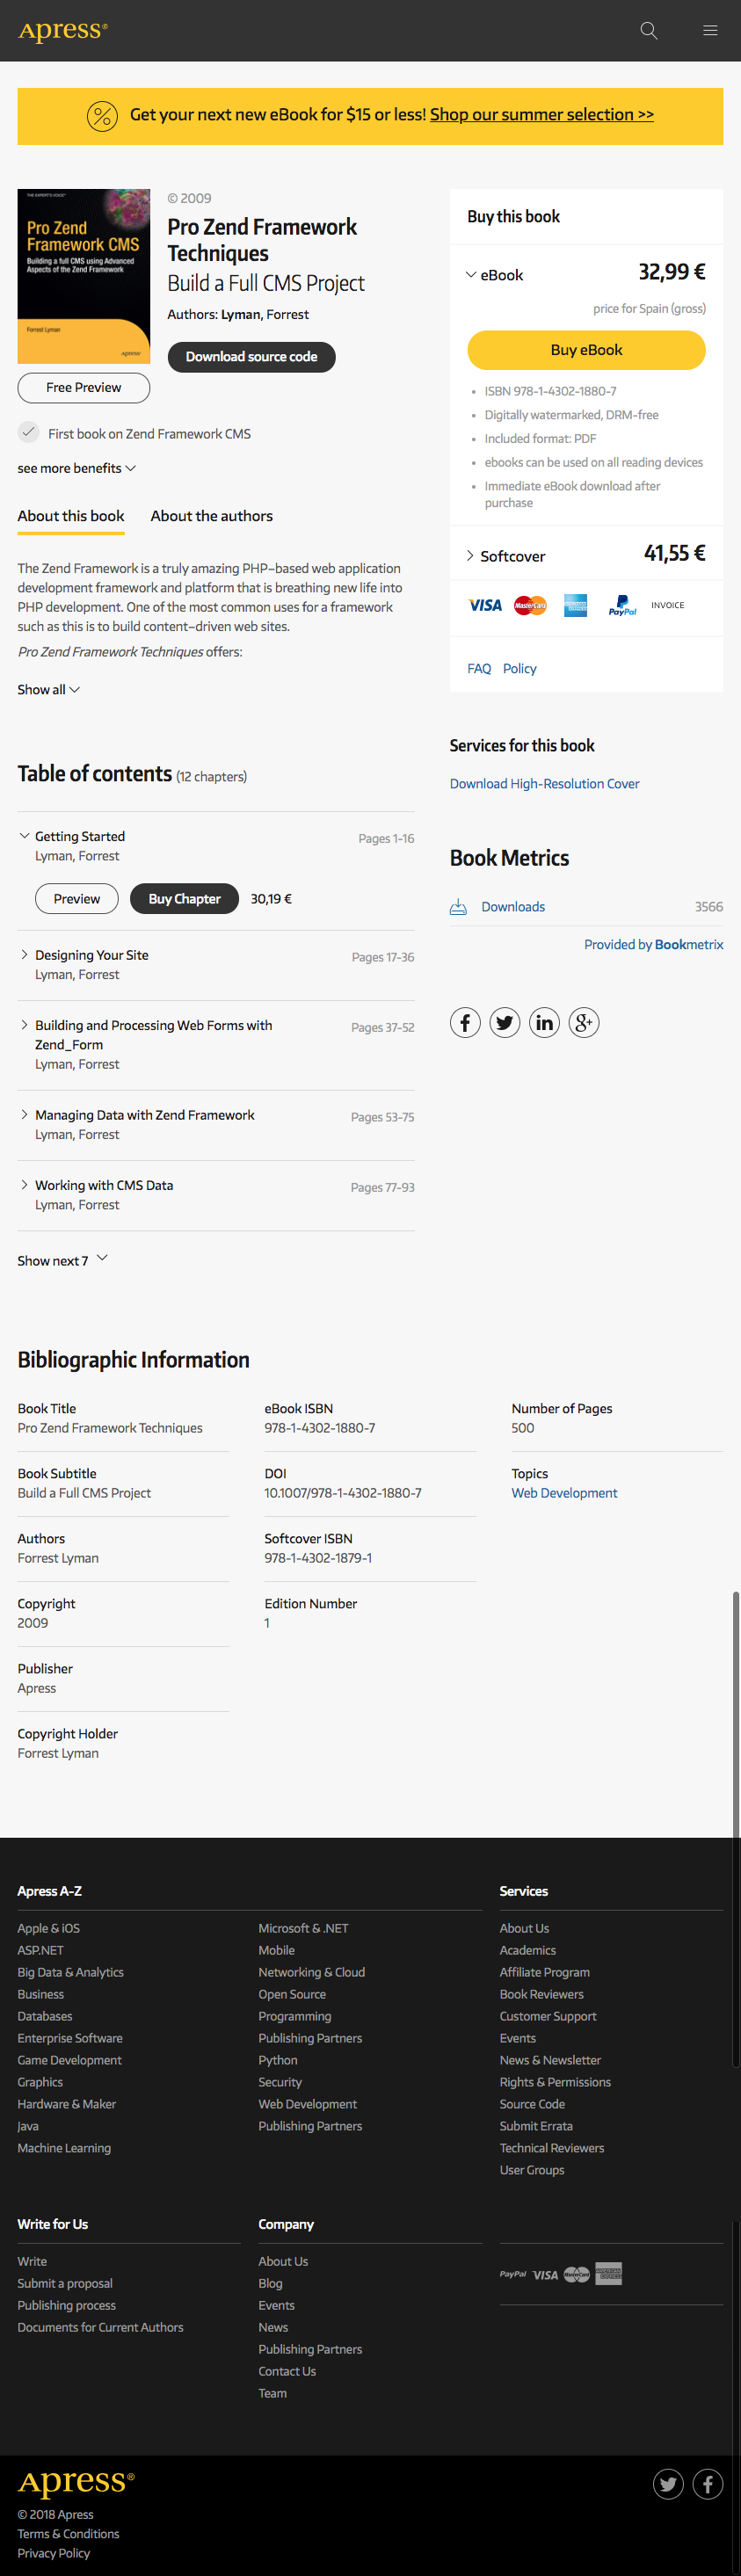 Apress®
Get your next new eBook for $15 or less! Shop our summer selection >>
THE EXPERT'S VOICE®
Pro Zend
Framework CMS
Building a full CMS using Advanced
Aspects of the Zend Framework
Forrest Lyman
Apress
Free Preview
© 2009
Pro Zend Framework
Techniques
Build a Full CMS Project
Authors: Lyman, Forrest
Download source code
First book on Zend Framework CMS
see more benefits
About this book About the authors
The Zend Framework is a truly amazing PHP–based web application
development framework and platform that is breathing new life into
PHP development. One of the most common uses for a framework
such as this is to build content–driven web sites.
Pro Zend Framework Techniques offers:
Show all
Buy this book
eBook 32,99 €
price for Spain (gross)
Buy eBook
• ISBN 978-1-4302-1880-7
• Digitally watermarked, DRM-free
• Included format: PDF
• ebooks can be used on all reading devices
• Immediate eBook download after
purchase
Softcover 41,55 €
VISA MasterCard AMERICAN EXPRESS PayPal INVOICE
FAQ Policy
Services for this book
Download High-Resolution Cover
Book Metrics
Downloads 3566
Provided by Bookmetrix
Table of contents (12 chapters)
Getting Started Pages 1-16
Lyman, Forrest
Preview Buy Chapter 30,19 €
Designing Your Site Pages 17-36
Lyman, Forrest
Building and Processing Web Forms with Pages 37-52
Zend_Form
Lyman, Forrest
Managing Data with Zend Framework Pages 53-75
Lyman, Forrest
Working with CMS Data Pages 77-93
Lyman, Forrest
Show next 7
Bibliographic Information
Book Title
Pro Zend Framework Techniques
Book Subtitle
Build a Full CMS Project
Authors
Forrest Lyman
Copyright
2009
Publisher
Apress
Copyright Holder
Forrest Lyman
eBook ISBN
978-1-4302-1880-7
DOI
10.1007/978-1-4302-1880-7
Softcover ISBN
978-1-4302-1879-1
Edition Number
1
Number of Pages
500
Topics
Web Development
Apress A-Z
Apple & iOS
ASP.NET
Big Data & Analytics
Business
Databases
Enterprise Software
Game Development
Graphics
Hardware & Maker
Java
Machine Learning
Microsoft & .NET
Mobile
Networking & Cloud
Open Source
Programming
Publishing Partners
Python
Security
Web Development
Publishing Partners
Services
About Us
Academics
Affiliate Program
Book Reviewers
Customer Support
Events
News & Newsletter
Rights & Permissions
Source Code
Submit Errata
Technical Reviewers
User Groups
Write for Us
Write
Submit a proposal
Publishing process
Documents for Current Authors
Company
About Us
Blog
Events
News
Publishing Partners
Contact Us
Team
PayPal VISA MasterCard AMERICAN EXPRESS
Apress®
© 2018 Apress
Terms & Conditions
Privacy Policy